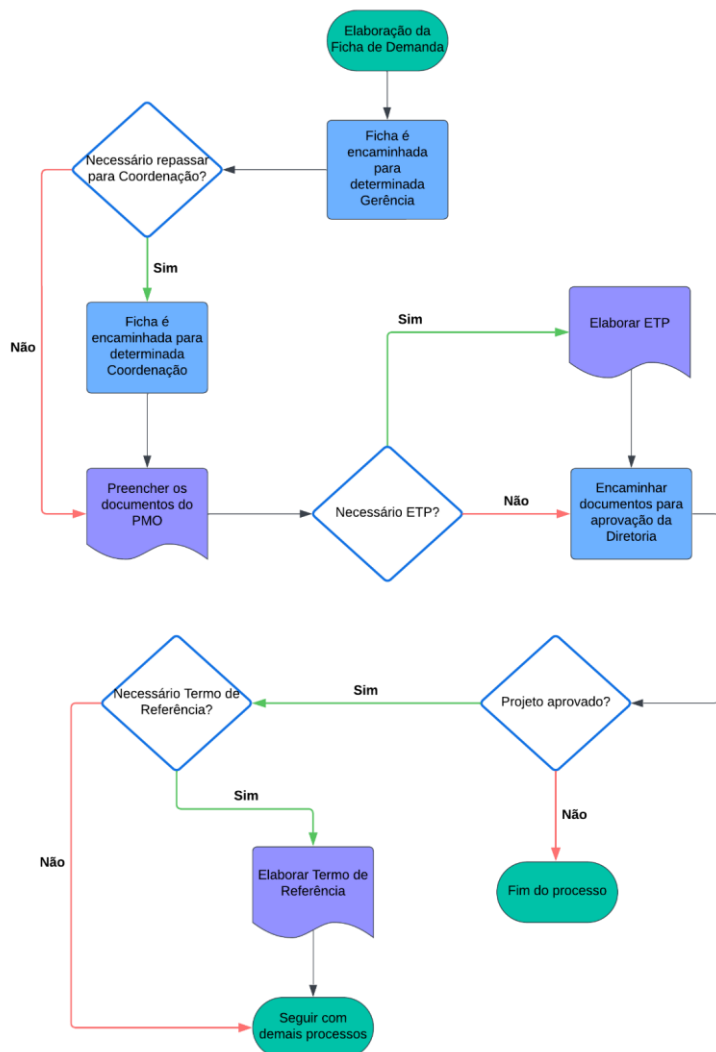 Elaboração da
Ficha de Demanda
Ficha é
encaminhada
para
determinada
Gerência
Necessário repassar
para Coordenação?
Sim
Não
Ficha é
encaminhada para
determinada
Coordenação
Preencher os
documentos do
PMO
Necessário ETP?
Sim
Não
Elaborar ETP
Encaminhar
documentos para
aprovação da
Diretoria
Projeto aprovado?
Sim
Não
Fim do processo
Necessário Termo de
Referência?
Sim
Não
Elaborar Termo de
Referência
Seguir com
demais processos